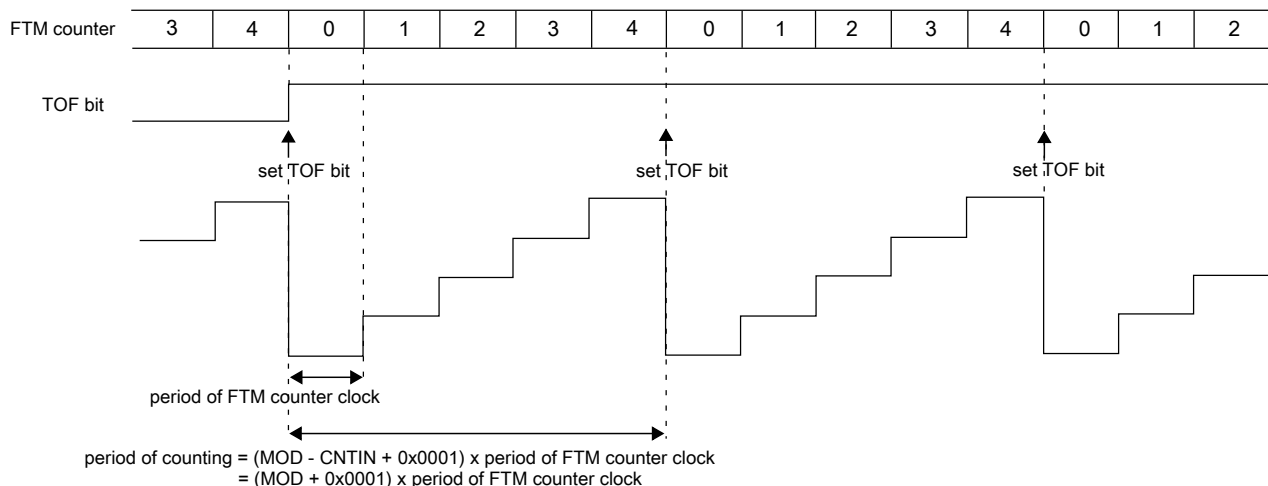 FTM counter 3 4 0 1 2 3 4 0 1 2 3 4 0 1 2
TOF bit
set TOF bit set TOF bit set TOF bit
period of FTM counter clock
period of counting = (MOD - CNTIN + 0x0001) x period of FTM counter clock
= (MOD + 0x0001) x period of FTM counter clock